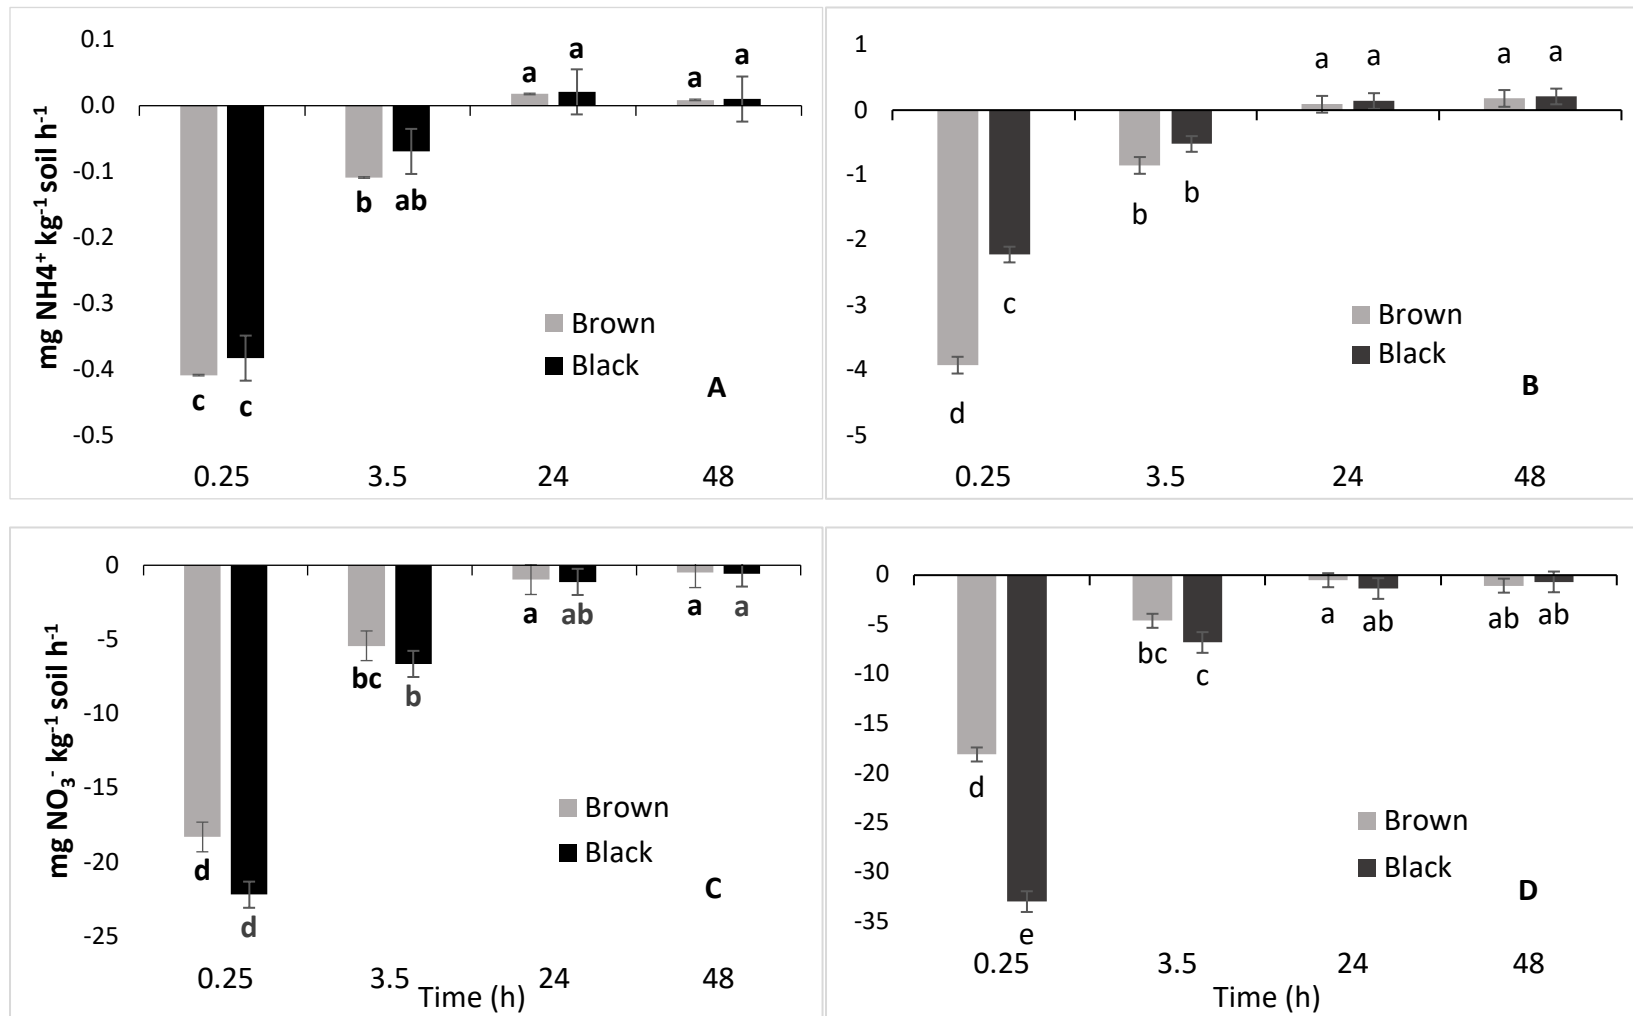 0.1
0.0
-0.1
-0.2
-0.3
-0.4
-0.5
mg NH4⁺ kg⁻¹ soil h⁻¹
c c
b ab
a a
a a
Brown
Black
A
0.25 3.5 24 48
1
0
-1
-2
-3
-4
-5
d c
b b
a a
a a
Brown
Black
B
0.25 3.5 24 48
0
-5
-10
-15
-20
-25
mg NO₃⁻ kg⁻¹ soil h⁻¹
d d
bc b
a ab
a a
Brown
Black
C
0.25 3.5 24 48
Time (h)
0
-5
-10
-15
-20
-25
-30
-35
d e
bc c
a ab
ab ab
Brown
Black
D
0.25 3.5 24 48